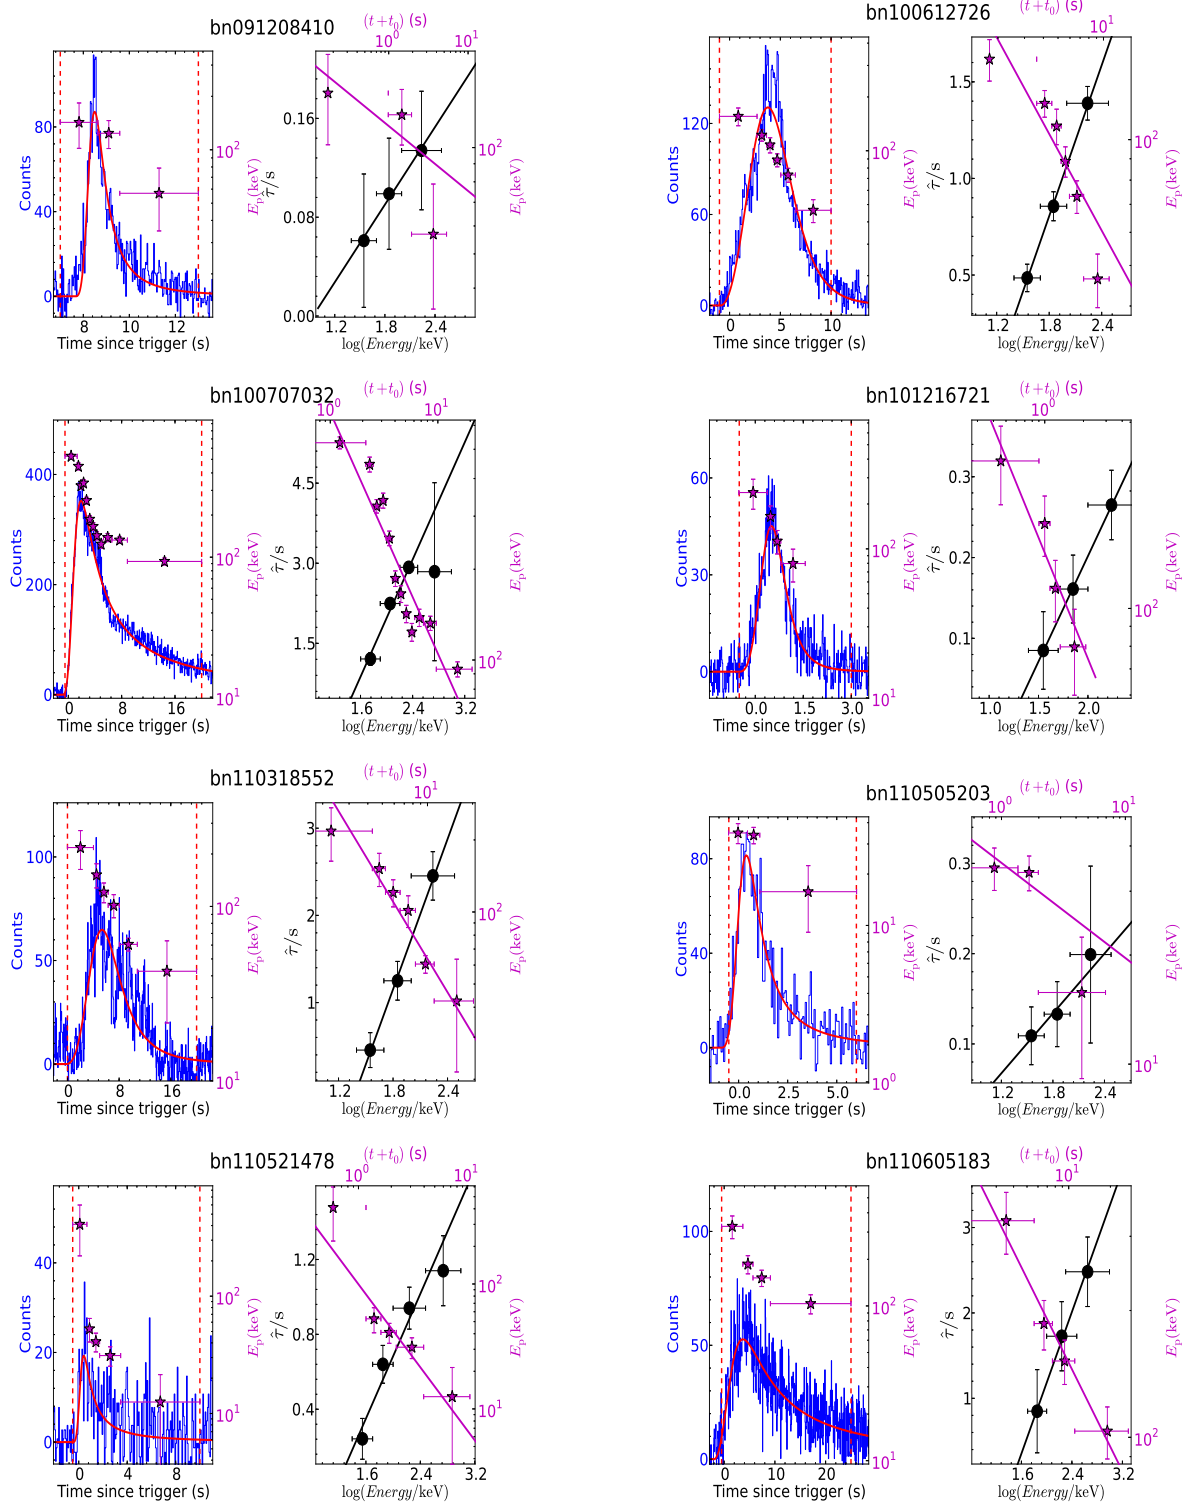 bn091208410
(t+t₀) (s)
10⁰ 10¹
80
40
0
Counts
8 10 12
Time since trigger (s)
10²
Eₚ(keV)
τ̂/s
0.16
0.08
0.00
1.2 1.8 2.4
log(Energy/keV)
10²
Eₚ(keV)
bn100612726
(t+t₀) (s)
10¹
120
60
0
Counts
0 5 10
Time since trigger (s)
10²
Eₚ(keV)
τ̂/s
1.5
1.0
0.5
1.2 1.8 2.4
log(Energy/keV)
10²
Eₚ(keV)
bn100707032
(t+t₀) (s)
10⁰ 10¹
400
200
0
Counts
0 8 16
Time since trigger (s)
10²
10¹
Eₚ(keV)
τ̂/s
4.5
3.0
1.5
1.6 2.4 3.2
log(Energy/keV)
10²
Eₚ(keV)
bn101216721
(t+t₀) (s)
10⁰
60
30
0
Counts
0.0 1.5 3.0
Time since trigger (s)
10²
10¹
Eₚ(keV)
τ̂/s
0.3
0.2
0.1
1.0 1.5 2.0
log(Energy/keV)
10²
Eₚ(keV)
bn110318552
(t+t₀) (s)
10¹
100
50
0
Counts
0 8 16
Time since trigger (s)
10²
10¹
Eₚ(keV)
τ̂/s
3
2
1
1.2 1.8 2.4
log(Energy/keV)
10²
Eₚ(keV)
bn110505203
(t+t₀) (s)
10⁰ 10¹
80
40
0
Counts
0.0 2.5 5.0
Time since trigger (s)
10¹
10⁰
Eₚ(keV)
τ̂/s
0.3
0.2
0.1
1.2 1.8 2.4
log(Energy/keV)
10¹
Eₚ(keV)
bn110521478
(t+t₀) (s)
10⁰ 10¹
40
20
0
Counts
0 4 8
Time since trigger (s)
10²
10¹
Eₚ(keV)
τ̂/s
1.2
0.8
0.4
1.6 2.4 3.2
log(Energy/keV)
10²
10¹
Eₚ(keV)
bn110605183
(t+t₀) (s)
10¹
100
50
0
Counts
0 10 20
Time since trigger (s)
10²
10¹
Eₚ(keV)
τ̂/s
3
2
1
1.6 2.4 3.2
log(Energy/keV)
10²
Eₚ(keV)